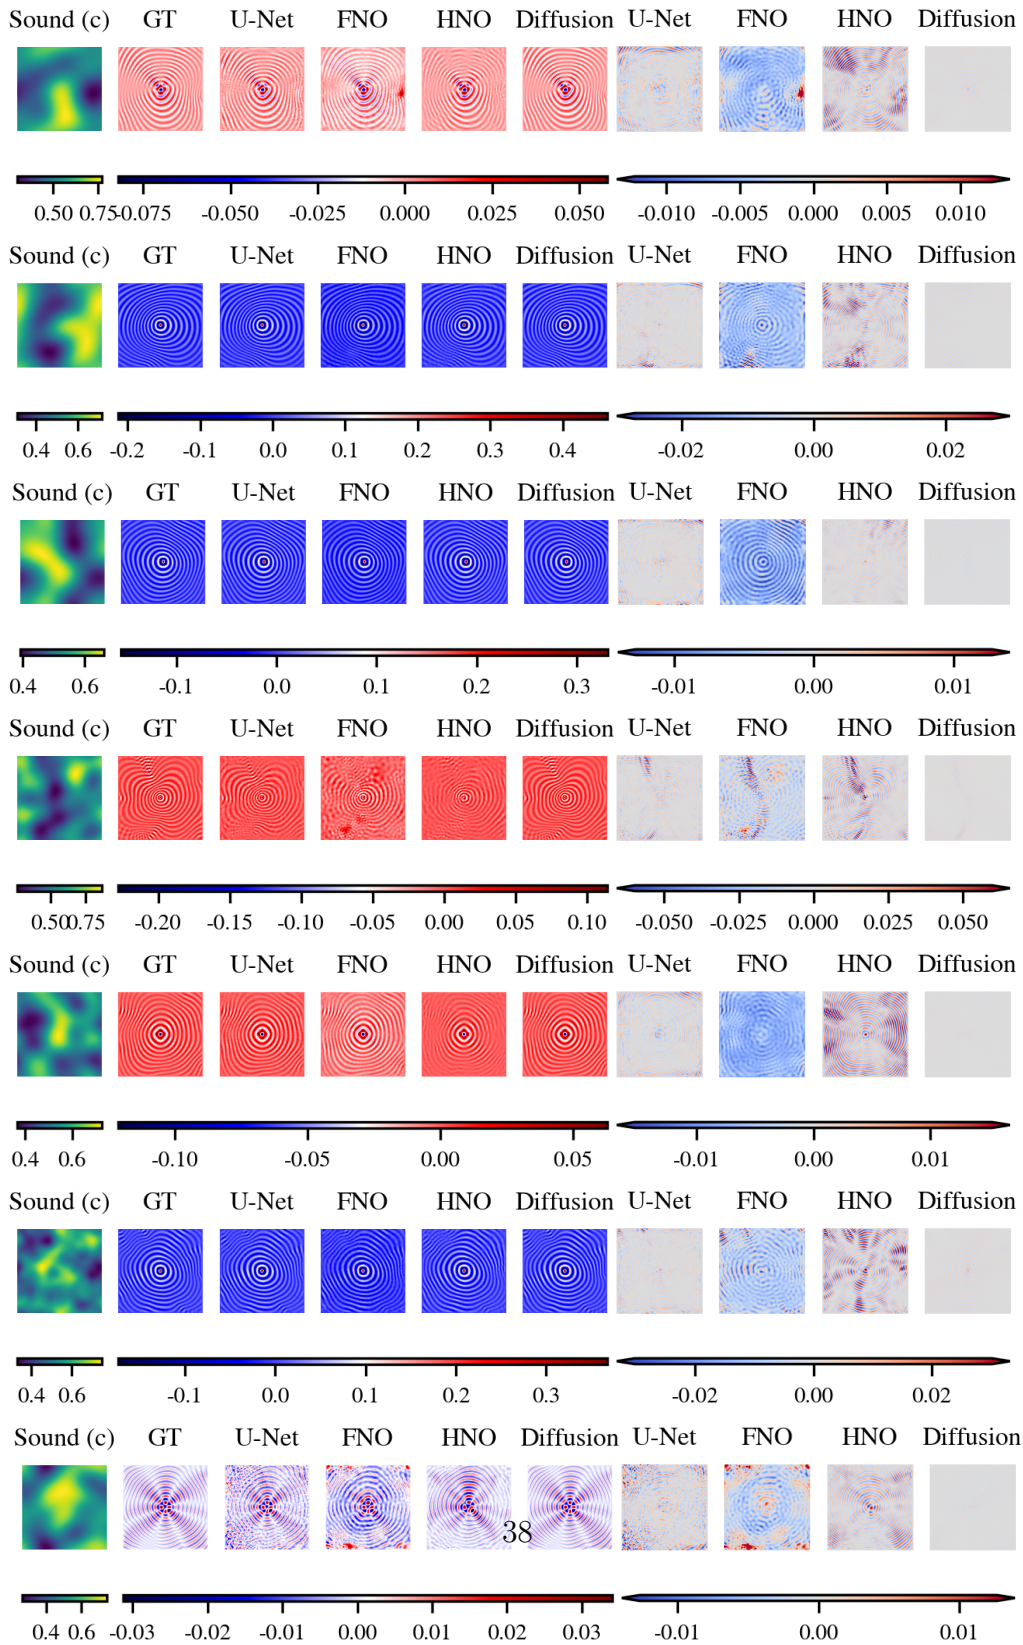 Sound (c) GT U-Net FNO HNO Diffusion U-Net FNO HNO Diffusion
0.50 0.75 -0.075 -0.050 -0.025 0.000 0.025 0.050 -0.010 -0.005 0.000 0.005 0.010
Sound (c) GT U-Net FNO HNO Diffusion U-Net FNO HNO Diffusion
0.4 0.6 -0.2 -0.1 0.0 0.1 0.2 0.3 0.4 -0.02 0.00 0.02
Sound (c) GT U-Net FNO HNO Diffusion U-Net FNO HNO Diffusion
0.4 0.6 -0.1 0.0 0.1 0.2 0.3 -0.01 0.00 0.01
Sound (c) GT U-Net FNO HNO Diffusion U-Net FNO HNO Diffusion
0.50 0.75 -0.20 -0.15 -0.10 -0.05 0.00 0.05 0.10 -0.050 -0.025 0.000 0.025 0.050
Sound (c) GT U-Net FNO HNO Diffusion U-Net FNO HNO Diffusion
0.4 0.6 -0.10 -0.05 0.00 0.05 -0.01 0.00 0.01
Sound (c) GT U-Net FNO HNO Diffusion U-Net FNO HNO Diffusion
0.4 0.6 -0.1 0.0 0.1 0.2 0.3 -0.02 0.00 0.02
Sound (c) GT U-Net FNO HNO Diffusion U-Net FNO HNO Diffusion
38
0.4 0.6 -0.03 -0.02 -0.01 0.00 0.01 0.02 0.03 -0.01 0.00 0.01